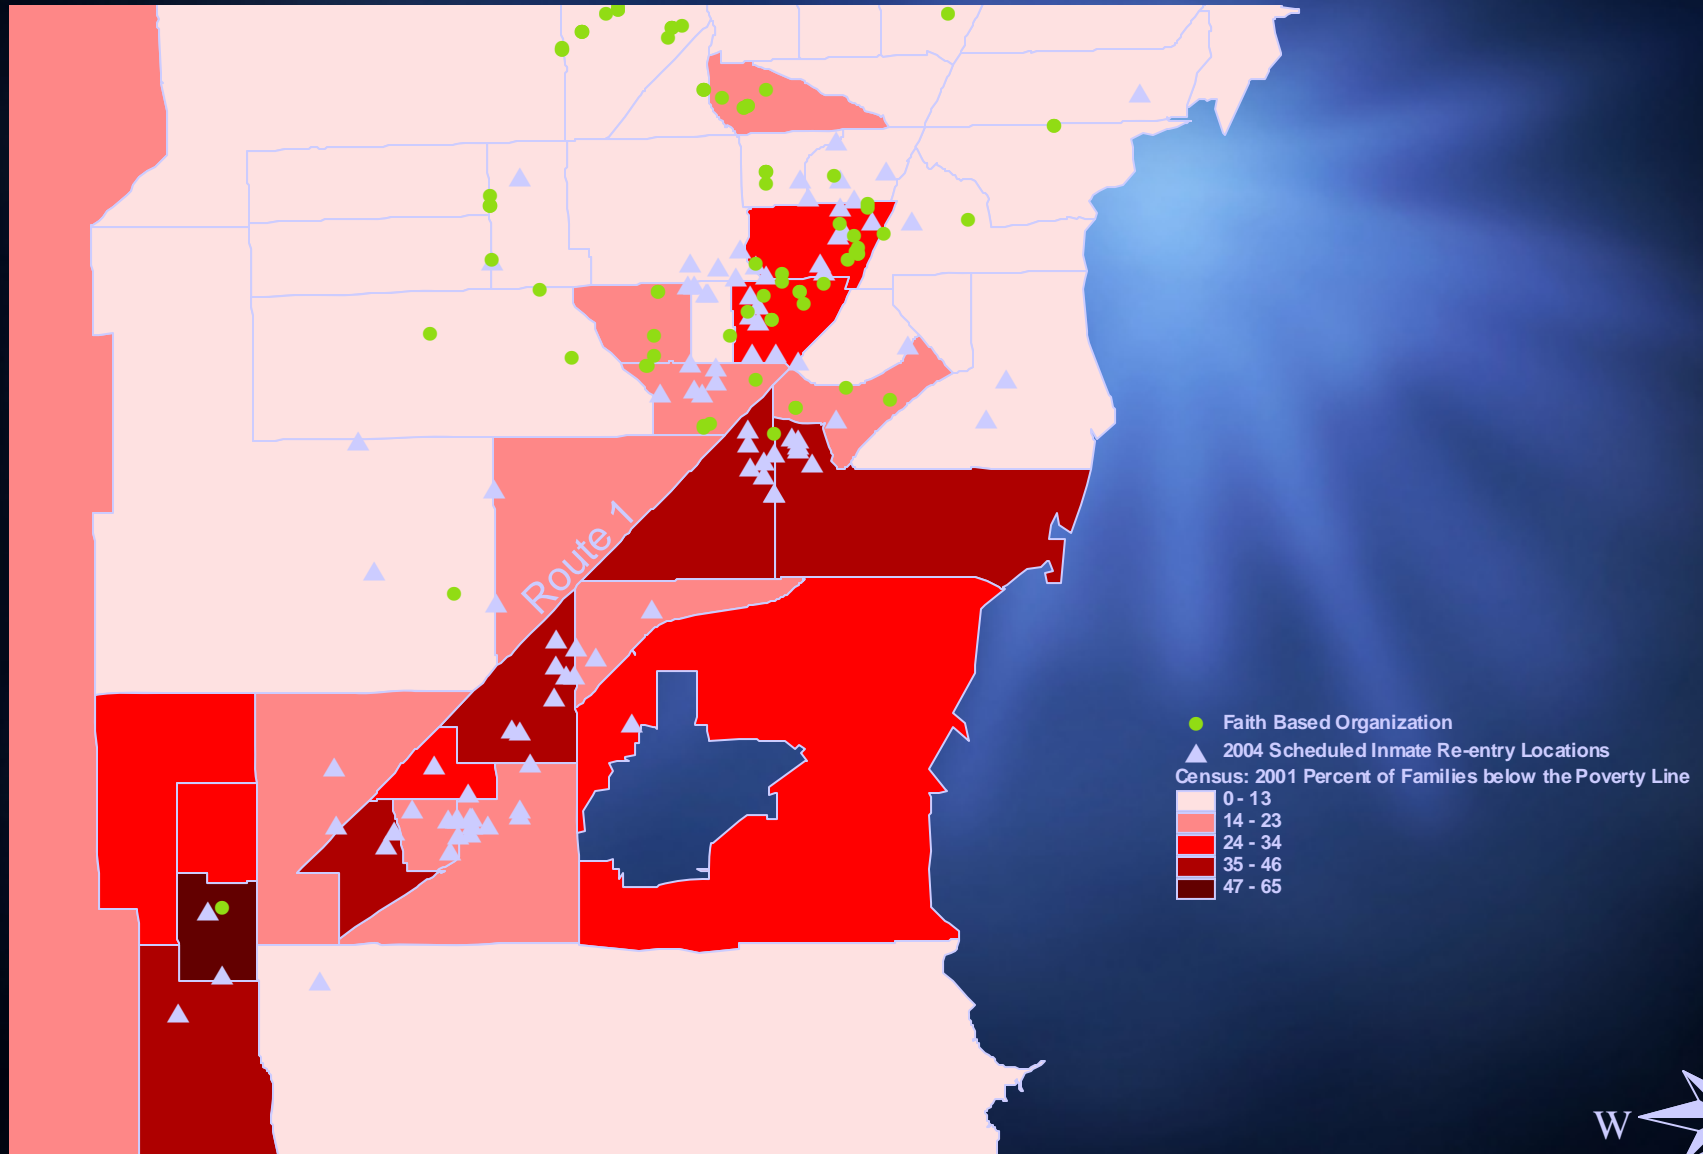 Route 1
Faith Based Organization
2004 Scheduled Inmate Re-entry Locations
Census: 2001 Percent of Families below the Poverty Line
0 - 13
14 - 23
24 - 34
35 - 46
47 - 65
W